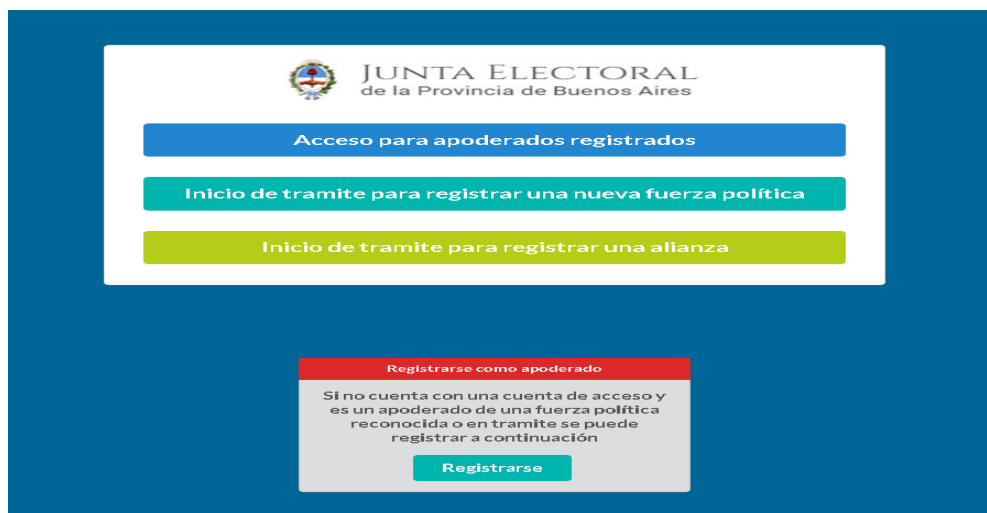 JUNTA ELECTORAL
de la Provincia de Buenos Aires
Acceso para apoderados registrados
Inicio de tramite para registrar una nueva fuerza política
Inicio de tramite para registrar una alianza
Registrarse como apoderado
Si no cuenta con una cuenta de acceso y
es un apoderado de una fuerza política
reconocida o en tramite se puede
registrar a continuación
Registrarse